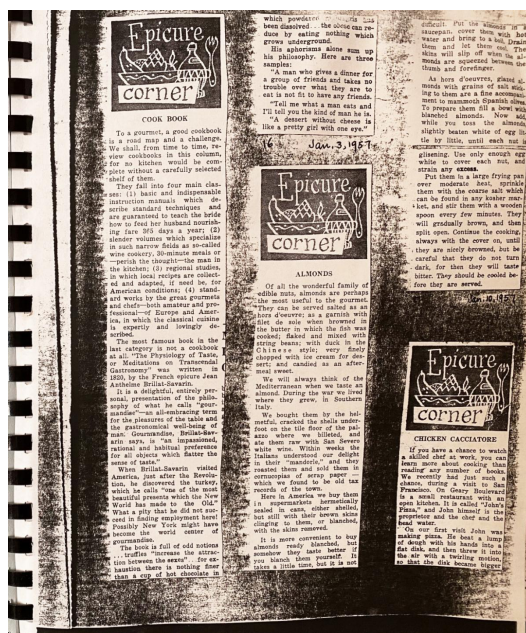 Epicure
corner
COOK BOOK
To a gourmet, a good cookbook
is a road map and a challenge.
We shall, from time to time, re-
view cookbooks in this column,
for no kitchen would be com-
plete without a carefully selected
shelf of them.
They fall into four main clas-
ses: (1) basic and indispensable
instruction manuals which de-
scribe standard techniques and
are guaranteed to teach the bride
how to feed her husband nourish-
ing fare 365 days a year; (2)
slender volumes which specialize
in such narrow fields as so-called
wine cookery, 30-minute meals or
—perish the thought—the man in
the kitchen; (3) regional studies,
in which local recipes are collect-
ed and adapted, if need be, for
American conditions; (4) stand-
ard works by the great gourmets
and chefs—both amateur and pro-
fessional—of Europe and Amer-
ica, in which the classical cuisine
is expertly and lovingly de-
scribed.
The most famous book in the
last category is not a cookbook
at all. "The Physiology of Taste,
or Meditations on Transcendal
Gastronomy" was written in
1820, by the French epicure Jean
Anthelme Brillat-Savarin.
It is a delightful, entirely per-
sonal, presentation of the philo-
sophy of what he calls "gour-
mandise"—an all-embracing term
for the pleasures of the table and
the gastronomical well-being of
man. Gourmandise, Brillat-Sav-
arin says, is "an impassioned,
rational and habitual preference
for all objects which flatter the
sense of taste.
When Brillat-Savarin visited
America, just after the Revolu-
tion, he discovered the turkey,
which he calls "one of the most
beautiful presents which the New
World has made to the Old."
What a pity that he did not suc-
ceed in finding employment here!
Possibly New York might have
become the world center of
gourmandise.
The book is full of odd notions
...truffles "increase the attrac-
tion between the sexes"...for ex-
haustion there is nothing finer
than a cup of hot chocolate in
which powdered has
been dissolved...the obese can re-
duce by eating nothing which
grows underground.
His aphorisms alone sum up
his philosophy. Here are three
samples:
"A man who gives a dinner for
a group of friends and takes no
trouble over what they are to
eat is not fit to have any friends.
"Tell me what a man eats and
I'll tell you the kind of man he is.
"A dessert without cheese is
like a pretty girl with one eye."
16 Jan. 3, 1957
Epicure
corner
ALMONDS
Of all the wonderful family of
edible nuts, almonds are perhaps
the most useful to the gourmet.
They can be served salted as an
hors d'oeuvre; as a garnish with
filet de sole when browned in
the butter in which the fish was
cooked; flaked and mixed with
string beans; with duck in the
Chinese style; very finely
chopped with ice cream for des-
sert; and candied as an after-
meal sweet.
We will always think of the
Mediterranean when we taste an
almond. During the war we lived
where they grew, in Southern
Italy.
We bought them by the hel-
metful, cracked the shells under-
foot on the tile floor of the pal-
azzo where we billeted, and
ate them raw with San Severo
white wine. Within weeks the
Italians understood our delight
in their "mandorle," and they
roasted them and sold them in
cornucopias of scrap paper —
which we found to be old tax
records of the town.
Here in America we buy them
in supermarkets hermetically
sealed in cans, either shelled,
but still with their brown skins
clinging to them, or blanched,
with the skins removed.
It is more convenient to buy
almonds ready blanched, but
somehow they taste better if
you blanch them yourself. It
takes a little time, but it is not
difficult. Put the almonds in a
saucepan, cover them with hot
water and bring to a boil. Drain
them and let them cool. The
skins will slip off when the al-
monds are squeezed between the
thumb and forefinger.
As hors d'oeuvres, glazed al-
monds with grains of salt stick-
ing to them are a fine accompani-
ment to mammoth Spanish olives.
To prepare them fill a bowl with
blanched almonds. Now add,
while you toss the almonds,
slightly beaten white of egg lit-
tle by little, until each nut is
glisening. Use only enough egg
white to cover each nut, and
strain any excess.
Put them in a large frying pan
over moderate heat, sprinkle
them with the coarse salt which
can be found in any kosher mar-
ket, and stir them with a wooden
spoon every few minutes. They
will gradually brown, and then
split open. Continue the cooking,
always with the cover on, until
they are nicely browned, but be
careful that they do not turn
dark, for then they will taste
bitter. They should be cooled be-
fore they are served.
Jan. 10, 1957
Epicure
corner
CHICKEN CACCIATORE
If you have a chance to watch
a skilled chef at work, you can
learn more about cooking than
reading any number of books.
We recently had just such a
chance, during a visit to San
Francisco. On Geary Boulevard
is a small restaurant with an
open kitchen. It is called "John's
Pizza," and John himself is the
proprietor and the chef and the
head water.
On our first visit John was
making pizza. He beat a lump
of dough with his hands into a
flat disk, and then threw it into
the air with a twirling motion,
so that the disk became bigger